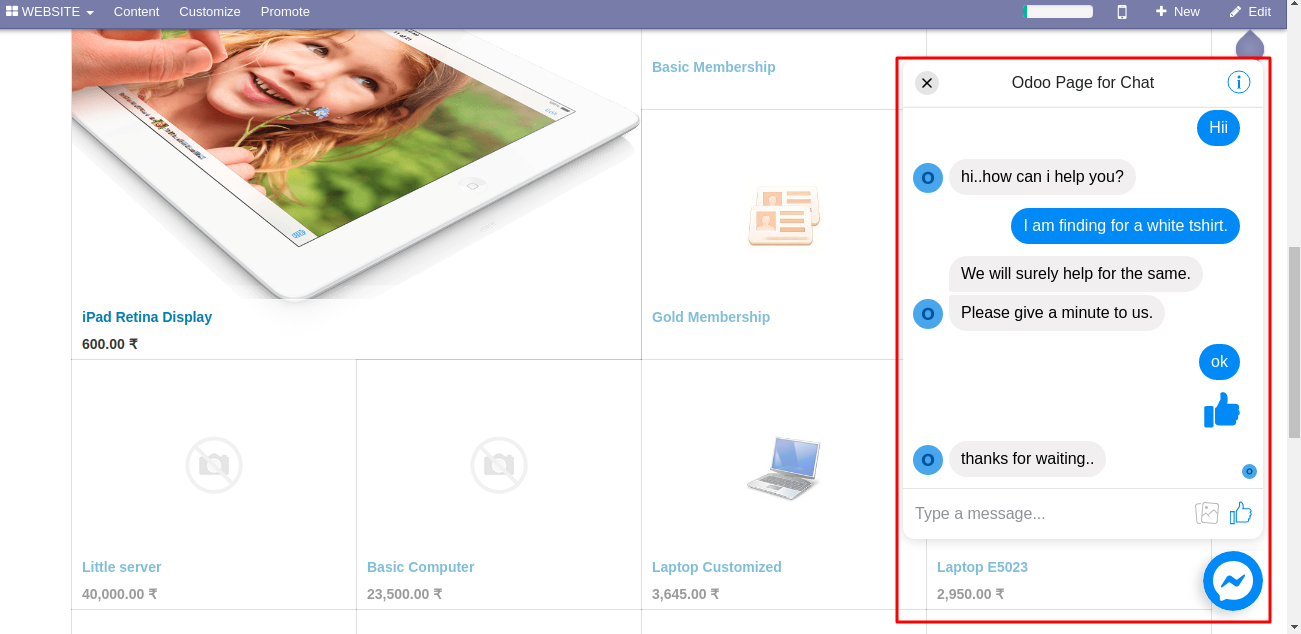 WEBSITE Content Customize Promote New Edit
Basic Membership
iPad Retina Display
600.00 ₹
Gold Membership
Little server
40,000.00 ₹
Basic Computer
23,500.00 ₹
Laptop Customized
3,645.00 ₹
Laptop E5023
2,950.00 ₹
Odoo Page for Chat
Hii
O
hi..how can i help you?
I am finding for a white tshirt.
We will surely help for the same.
O
Please give a minute to us.
ok
O
thanks for waiting..
O
Type a message...